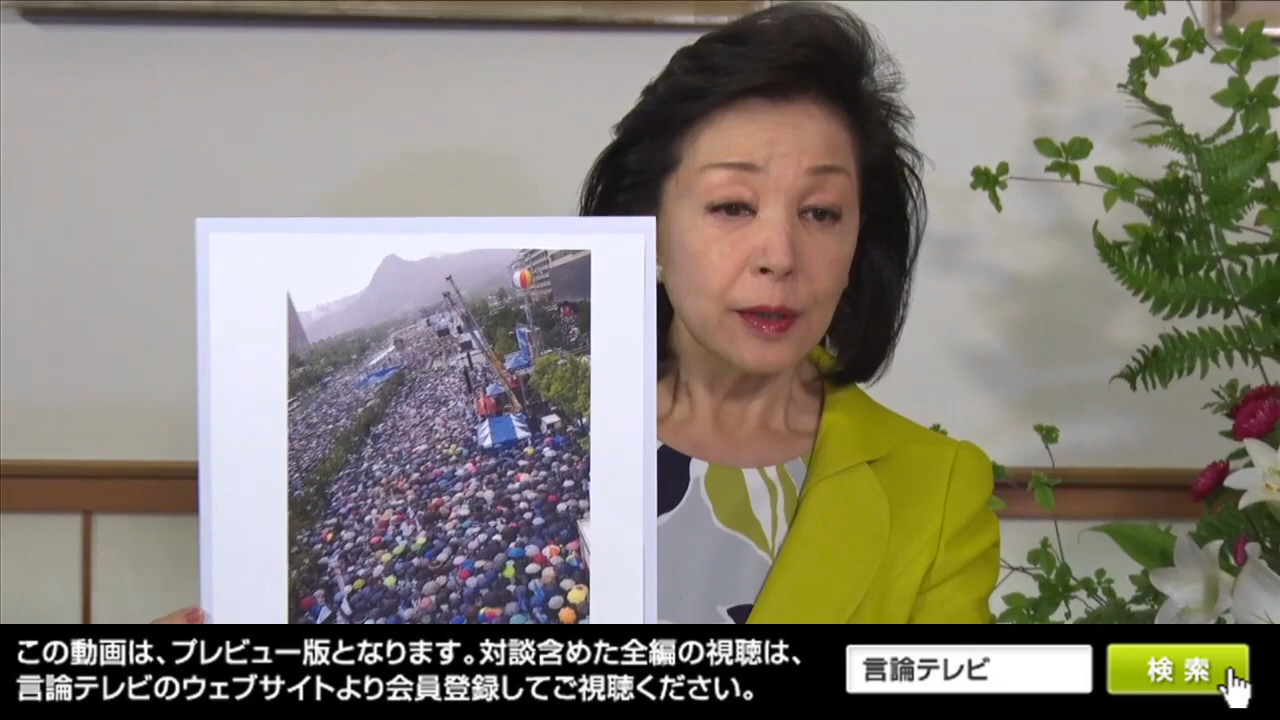 この動画は、プレビュー版となります。対談含めた全編の視聴は、
言論テレビのウェブサイトより会員登録してご視聴ください。
言論テレビ
検索